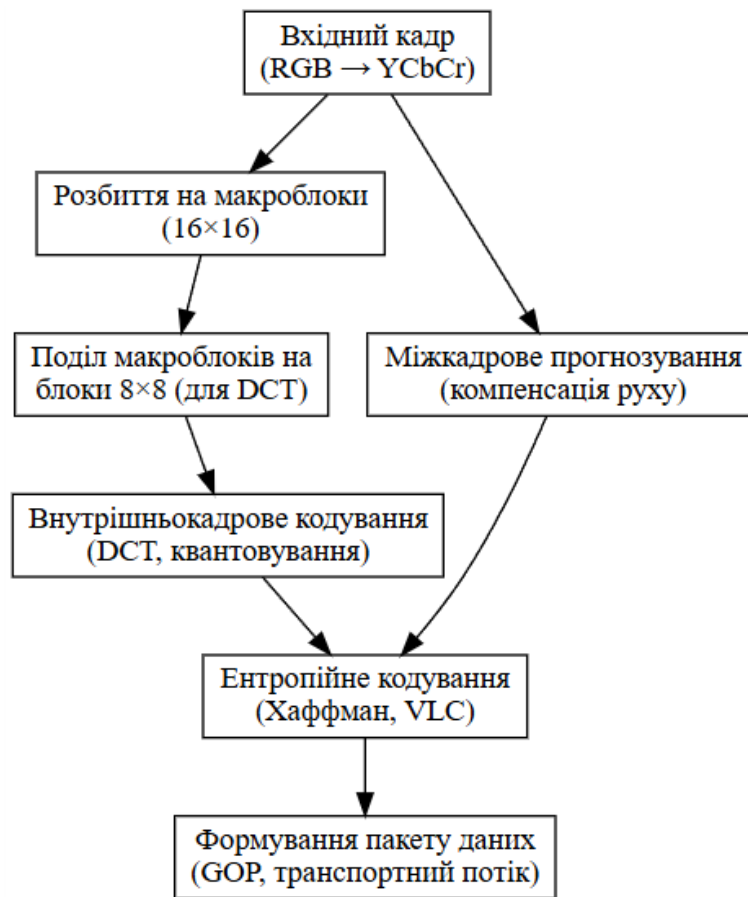 Вхідний кадр
(RGB → YCbCr)
Розбиття на макроблоки
(16×16)
Поділ макроблоків на
блоки 8×8 (для DCT)
Міжкадрове прогнозування
(компенсація руху)
Внутрішньокадрове кодування
(DCT, квантовування)
Ентропійне кодування
(Хаффман, VLC)
Формування пакету даних
(GOP, транспортний потік)